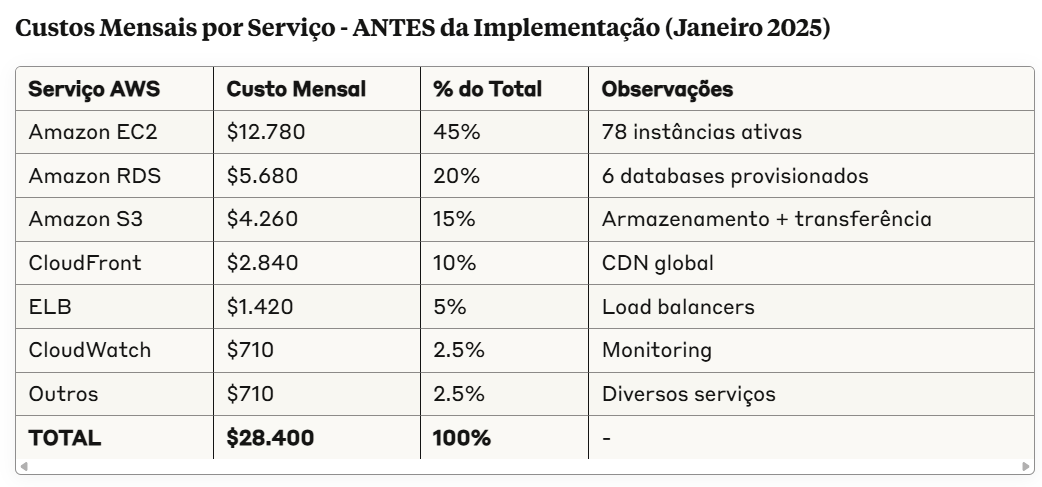 Custos Mensais por Serviço - ANTES da Implementação (Janeiro 2025)
Serviço AWS Custo Mensal % do Total Observações
Amazon EC2 $12.780 45% 78 instâncias ativas
Amazon RDS $5.680 20% 6 databases provisionados
Amazon S3 $4.260 15% Armazenamento + transferência
CloudFront $2.840 10% CDN global
ELB $1.420 5% Load balancers
CloudWatch $710 2.5% Monitoring
Outros $710 2.5% Diversos serviços
TOTAL $28.400 100% -